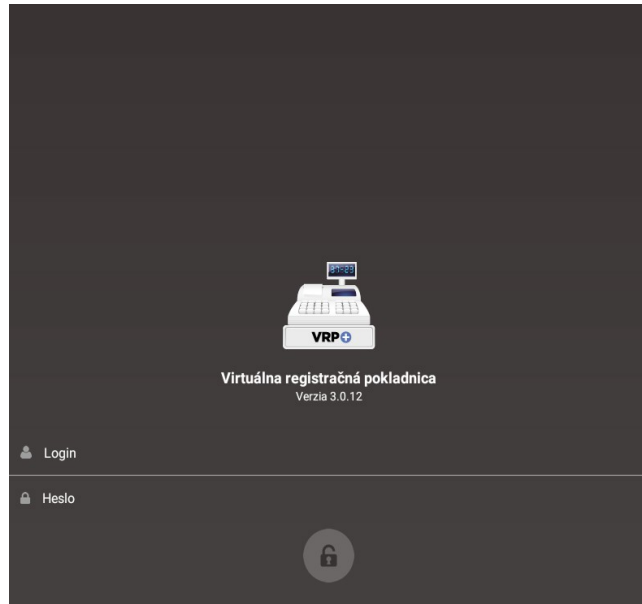 VRP+
Virtuálna registračná pokladnica
Verzia 3.0.12
Login
Heslo